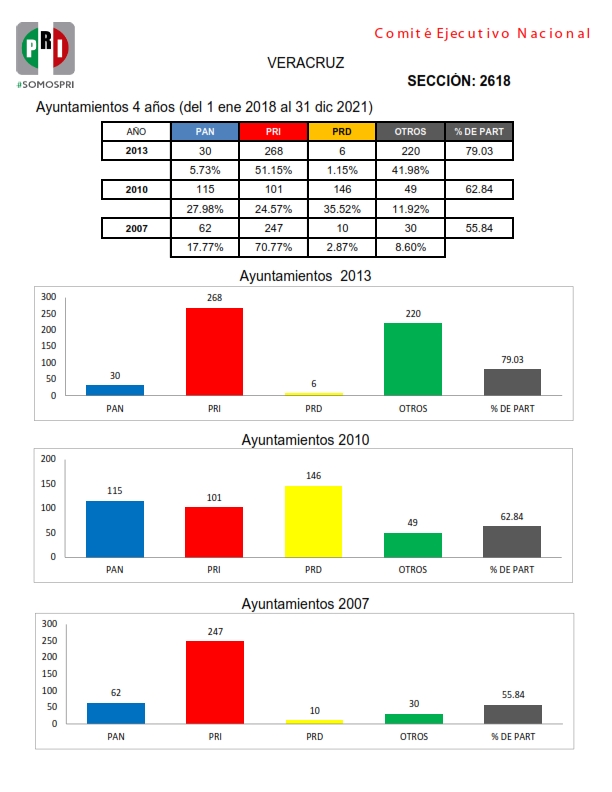 Comité Ejecutivo Nacional
PRI
#SOMOSPRI
VERACRUZ
SECCIÓN: 2618
Ayuntamientos 4 años (del 1 ene 2018 al 31 dic 2021)
AÑO PAN PRI PRD OTROS % DE PART
2013 30 268 6 220 79.03
5.73% 51.15% 1.15% 41.98%
2010 115 101 146 49 62.84
27.98% 24.57% 35.52% 11.92%
2007 62 247 10 30 55.84
17.77% 70.77% 2.87% 8.60%
Ayuntamientos 2013
300
250
200
150
100
50
0
30 268 6 220 79.03
PAN PRI PRD OTROS % DE PART
Ayuntamientos 2010
200
150
100
50
0
115 101 146 49 62.84
PAN PRI PRD OTROS % DE PART
Ayuntamientos 2007
300
250
200
150
100
50
0
62 247 10 30 55.84
PAN PRI PRD OTROS % DE PART